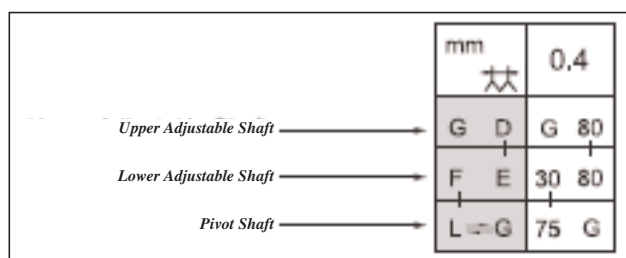 mm 0.4
Upper Adjustable Shaft G D G 80
Lower Adjustable Shaft F E 30 80
Pivot Shaft L G 75 G